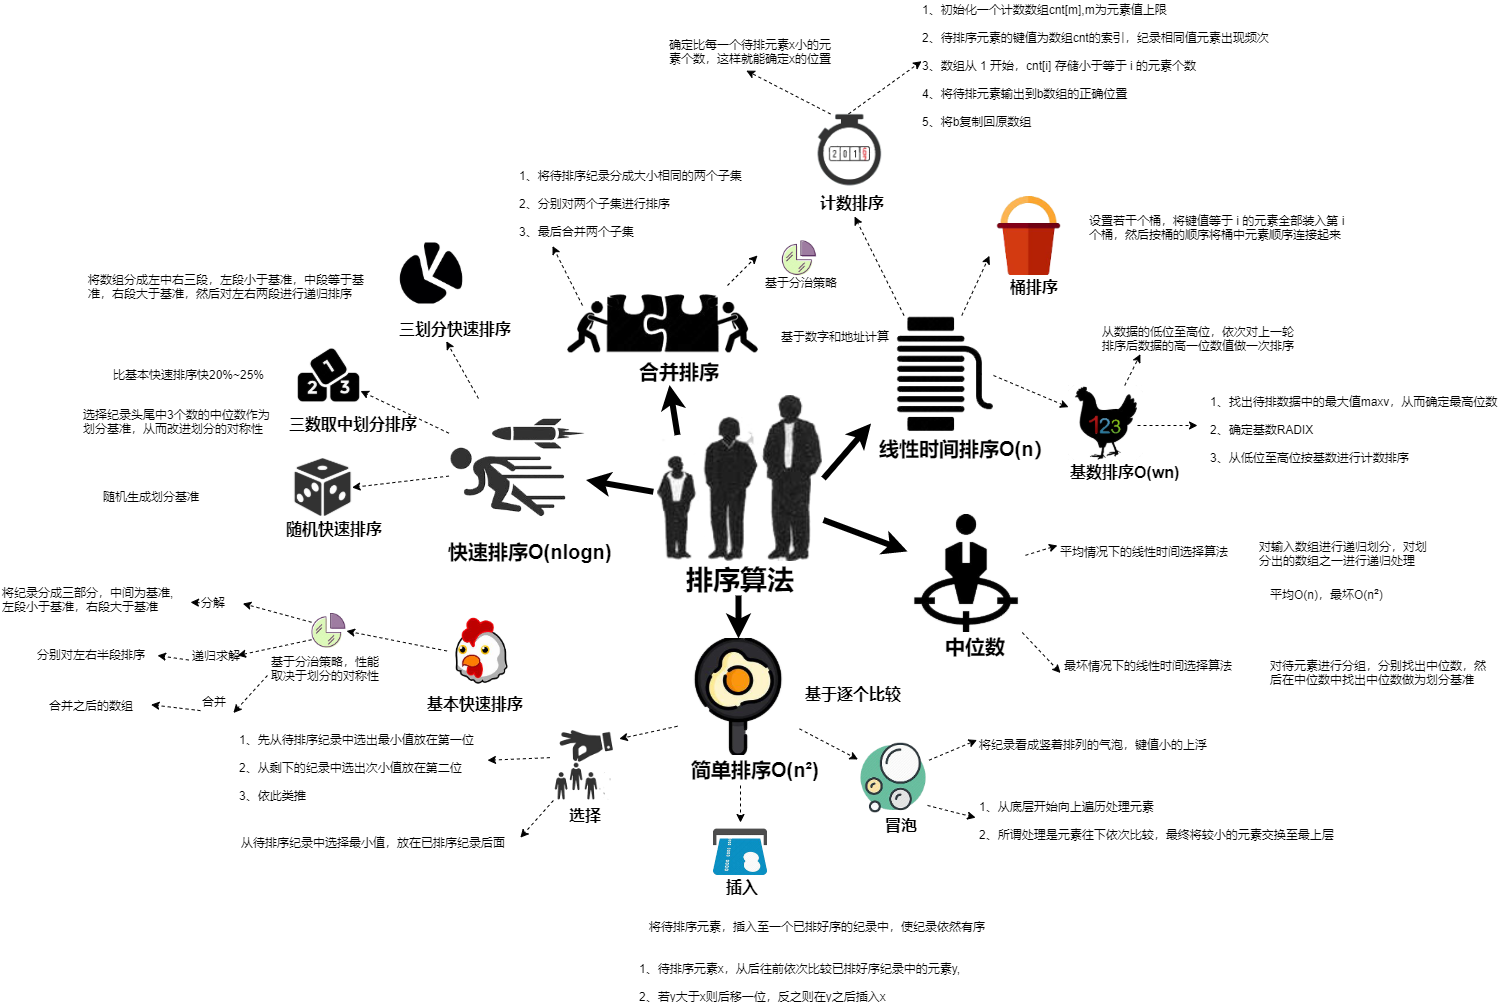 1、初始化一个计数数组cnt[m],m为元素值上限
2、待排序元素的键值为数组cnt的索引，纪录相同值元素出现频次
3、数组从 1 开始，cnt[i] 存储小于等于 i 的元素个数
4、将待排元素输出到b数组的正确位置
5、将b复制回原数组
确定比每一个待排元素x小的元
素个数，这样就能确定x的位置
2 0 1
计数排序
1、将待排序纪录分成大小相同的两个子集
2、分别对两个子集进行排序
3、最后合并两个子集
设置若干个桶，将键值等于 i 的元素全部装入第 i
个桶，然后按桶的顺序将桶中元素顺序连接起来
桶排序
基于分治策略
将数组分成左中右三段，左段小于基准，中段等于基
准，右段大于基准，然后对左右两段进行递归排序
三划分快速排序
合并排序
基于数字和地址计算
从数据的低位至高位，依次对上一轮
排序后数据的高一位数值做一次排序
比基本快速排序快20%~25%
1
2 3
选择纪录头尾中3个数的中位数作为
划分基准，从而改进划分的对称性
三数取中划分排序
线性时间排序O(n)
123
1、找出待排数据中的最大值maxv，从而确定最高位数
2、确定基数RADIX
3、从低位至高位按基数进行计数排序
基数排序O(wn)
随机生成划分基准
随机快速排序
快速排序O(nlogn)
排序算法
平均情况下的线性时间选择算法
对输入数组进行递归划分，对划
分出的数组之一进行递归处理
平均O(n)，最坏O(n²)
中位数
最坏情况下的线性时间选择算法
对待元素进行分组，分别找出中位数，然
后在中位数中找出中位数做为划分基准
将纪录分成三部分，中间为基准,
左段小于基准，右段大于基准
分解
分别对左右半段排序
递归求解
基于分治策略，性能
取决于划分的对称性
合并之后的数组
合并
基本快速排序
基于逐个比较
简单排序O(n²)
1、先从待排序纪录中选出最小值放在第一位
2、从剩下的纪录中选出次小值放在第二位
3、依此类推
选择
从待排序纪录中选择最小值，放在已排序纪录后面
将纪录看成竖着排列的气泡，键值小的上浮
冒泡
1、从底层开始向上遍历处理元素
2、所谓处理是元素往下依次比较，最终将较小的元素交换至最上层
插入
将待排序元素，插入至一个已排好序的纪录中，使纪录依然有序
1、待排序元素x，从后往前依次比较已排好序纪录中的元素y,
2、若y大于x则后移一位，反之则在y之后插入x